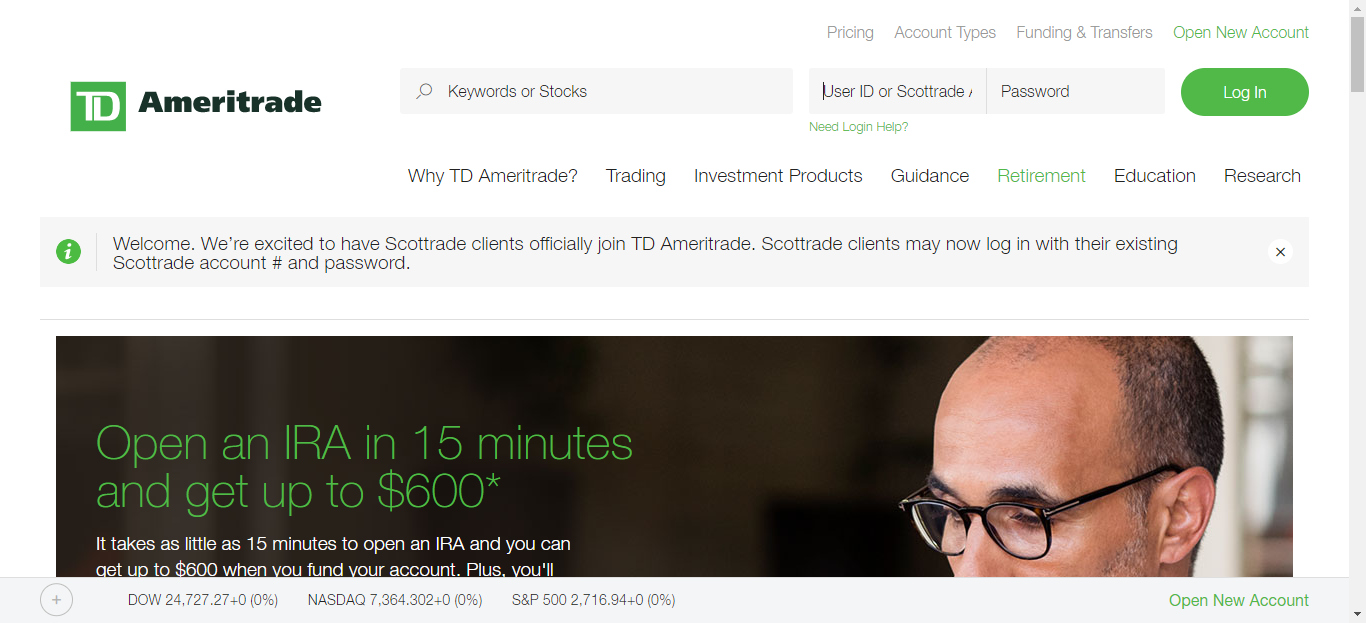 Pricing Account Types Funding & Transfers Open New Account
TD Ameritrade
Keywords or Stocks
User ID or Scottrade
Password
Log In
Need Login Help?
Why TD Ameritrade? Trading Investment Products Guidance Retirement Education Research
i
Welcome. We’re excited to have Scottrade clients officially join TD Ameritrade. Scottrade clients may now log in with their existing
Scottrade account # and password.
Open an IRA in 15 minutes
and get up to $600*
It takes as little as 15 minutes to open an IRA and you can
get up to $600 when you fund your account. Plus, you'll
DOW 24,727.27+0 (0%) NASDAQ 7,364.302+0 (0%) S&P 500 2,716.94+0 (0%) Open New Account